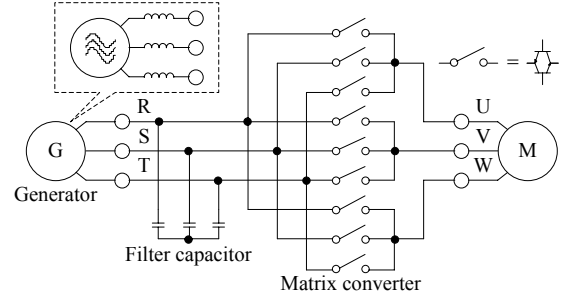 R
U
S
V
G
T
W
M
=
Generator
Filter capacitor
Matrix converter